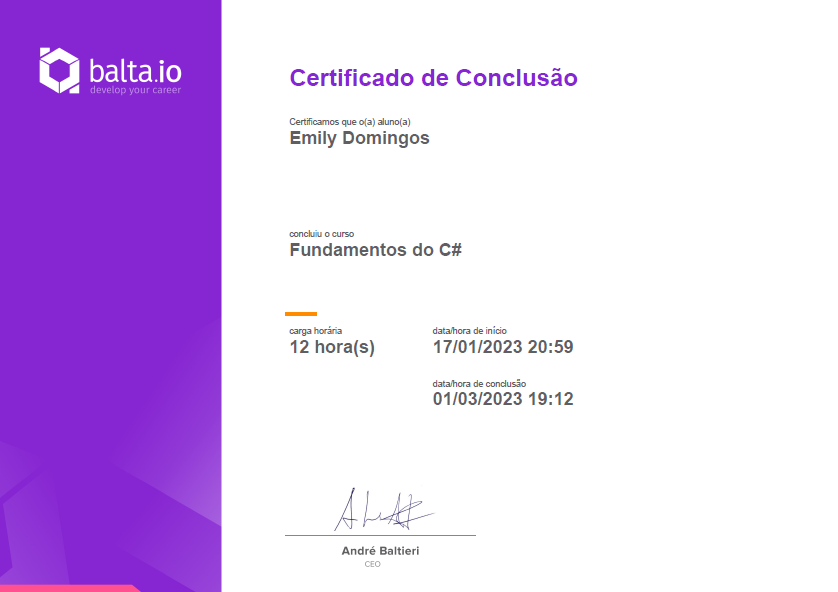 balta.io
develop your career
Certificado de Conclusão
Certificamos que o(a) aluno(a)
Emily Domingos
concluiu o curso
Fundamentos do C#
carga horária
12 hora(s)
data/hora de início
17/01/2023 20:59
data/hora de conclusão
01/03/2023 19:12
André Baltieri
CEO